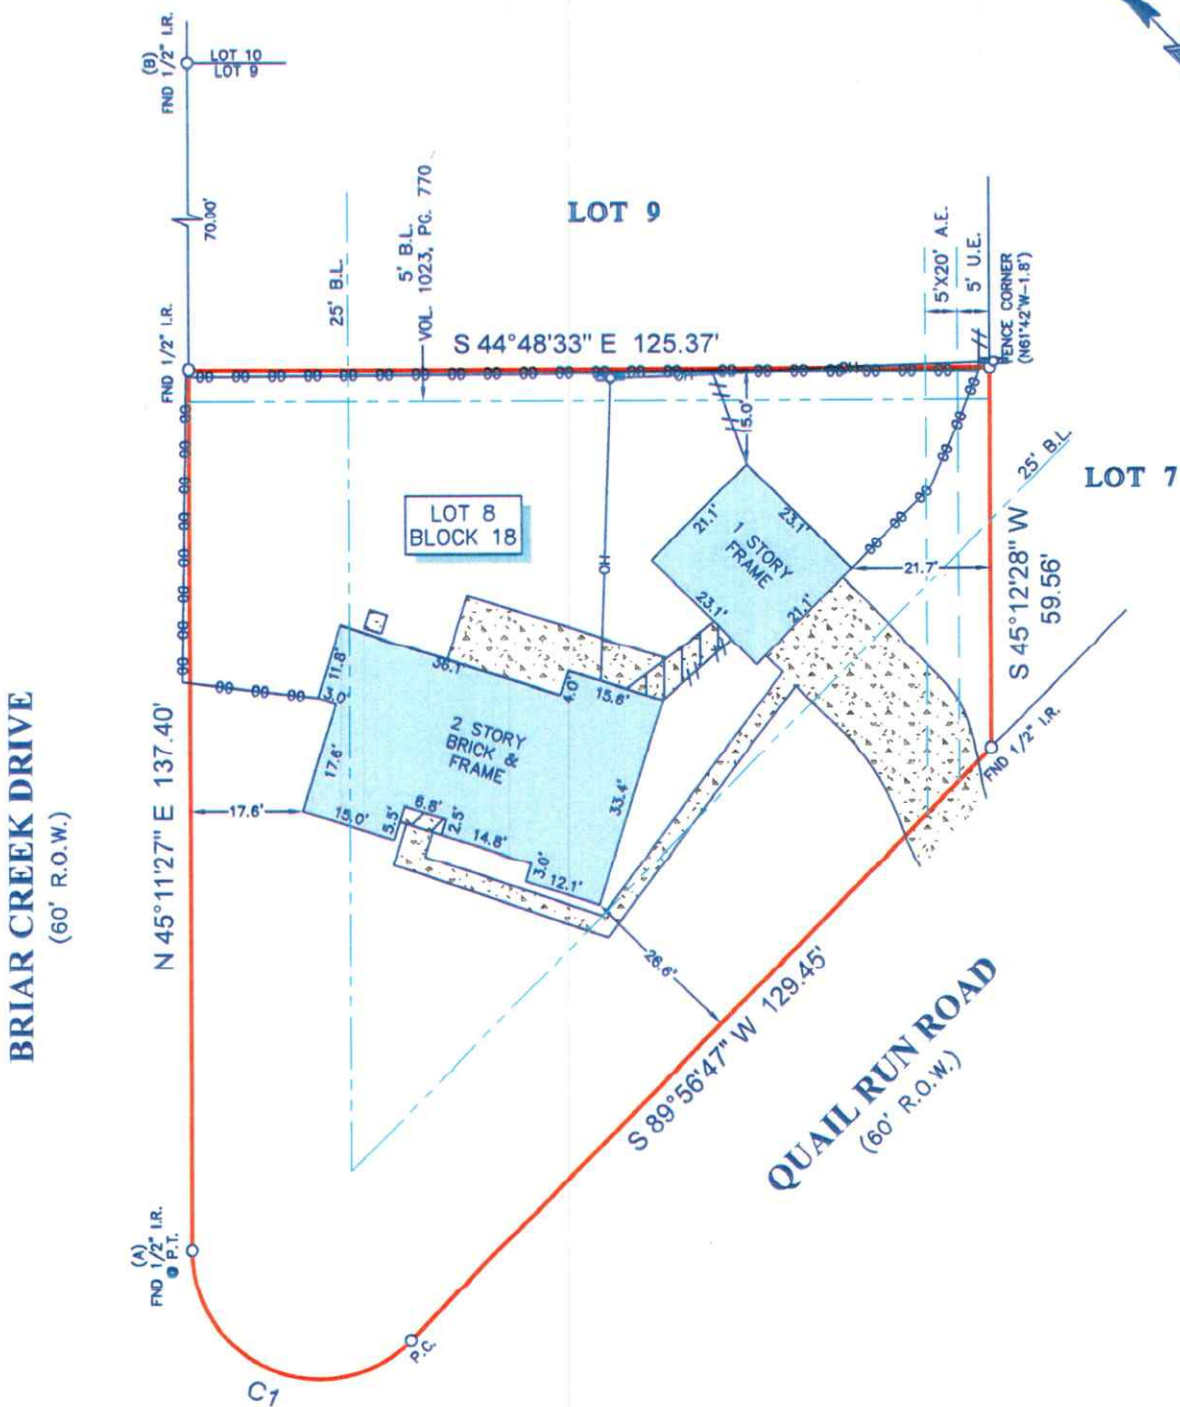 (B)
FND 1/2" I.R.
LOT 10
LOT 9
70.00'
LOT 9
25' B.L.
5' B.L.
VOL. 1023, PG. 770
5'X20' A.E.
5' U.E.
FENCE CORNER
(N61°42'W-1.8')
FND 1/2" I.R.
S 44°48'33" E 125.37'
OH
OH
15.0'
25' B.L.
LOT 7
LOT 8
BLOCK 18
21.1'
23.1'
1 STORY
FRAME
23.1'
21.1'
21.7'
S 45°12'28" W
59.56'
OH
11.8'
3.0'
36.1'
4.0'
15.6'
2 STORY
BRICK &
FRAME
17.6'
33.4'
17.6'
15.0'
5.5'
6.8'
2.5'
14.8'
3.0'
12.1'
FND 1/2" I.R.
BRIAR CREEK DRIVE
(60' R.O.W.)
N 45°11'27" E 137.40'
26.6'
S 89°56'47" W 129.45'
QUAIL RUN ROAD
(60' R.O.W.)
(A)
FND 1/2" I.R.
@ P.T.
P.C.
C1